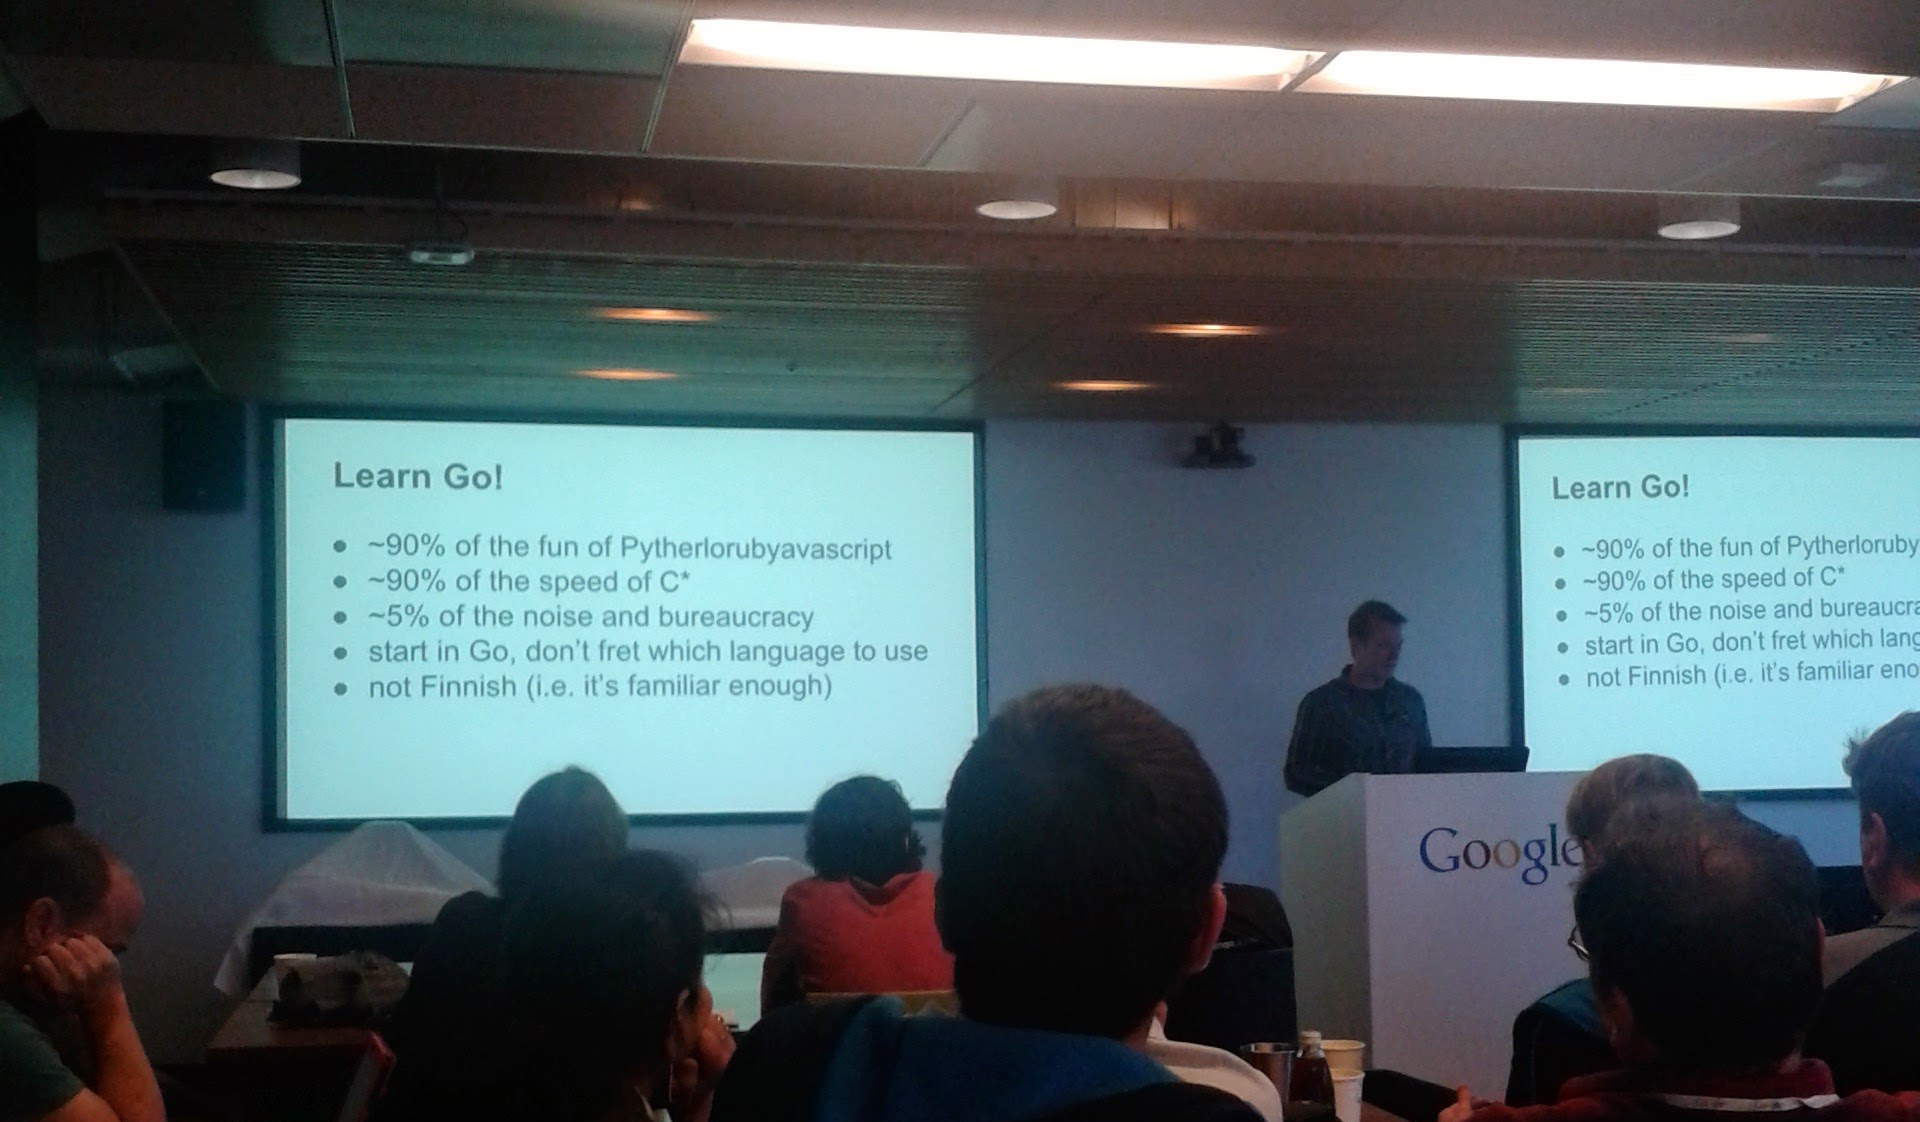 Learn Go!
● ~90% of the fun of Pytherlorubyavascript
● ~90% of the speed of C*
● ~5% of the noise and bureaucracy
● start in Go, don't fret which language to use
● not Finnish (i.e. it's familiar enough)
Learn Go!
● ~90% of the fun of Pytherloruby
● ~90% of the speed of C*
● ~5% of the noise and bureaucra
● start in Go, don't fret which lang
● not Finnish (i.e. it's familiar eno
Google